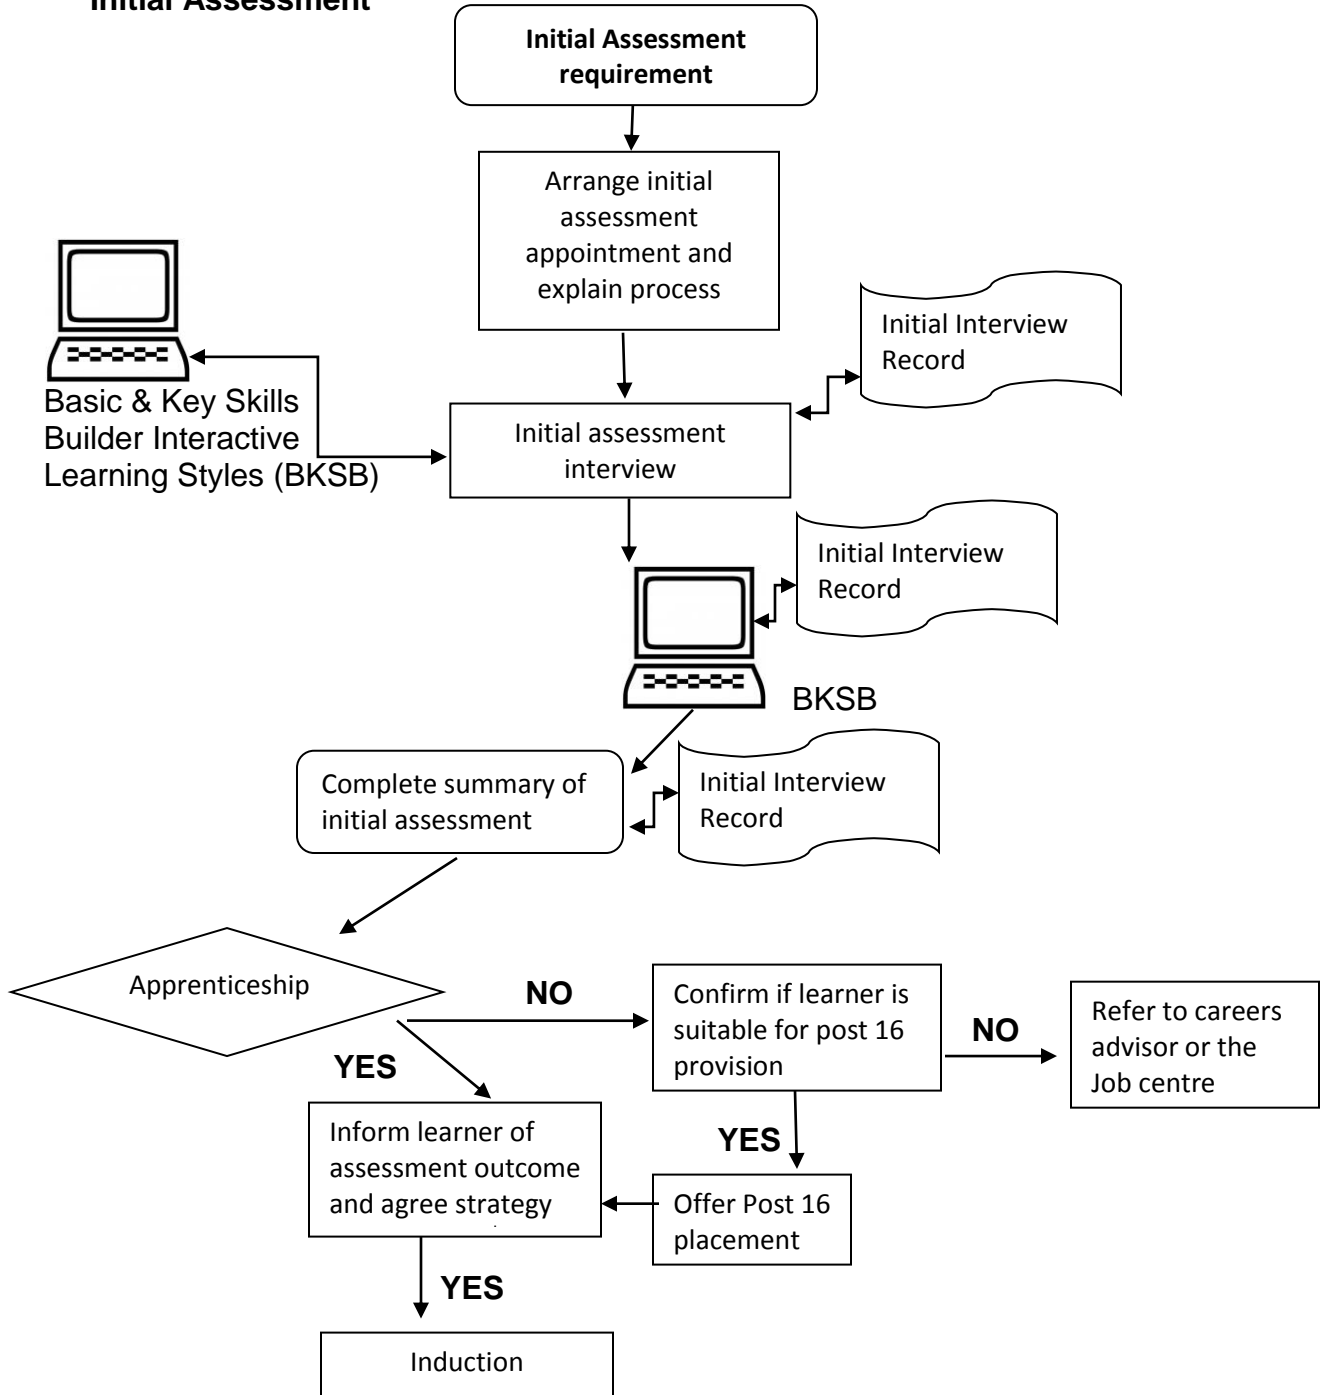 Initial Assessment
Initial Assessment
requirement
Arrange initial
assessment
appointment and
explain process
Initial Interview
Record
Basic & Key Skills
Builder Interactive
Learning Styles (BKSB)
Initial assessment
interview
Initial Interview
Record
BKSB
Complete summary of
initial assessment
Initial Interview
Record
Apprenticeship
NO
Confirm if learner is
suitable for post 16
provision
NO
Refer to careers
advisor or the
Job centre
YES
Inform learner of
assessment outcome
and agree strategy
YES
Offer Post 16
placement
YES
Induction